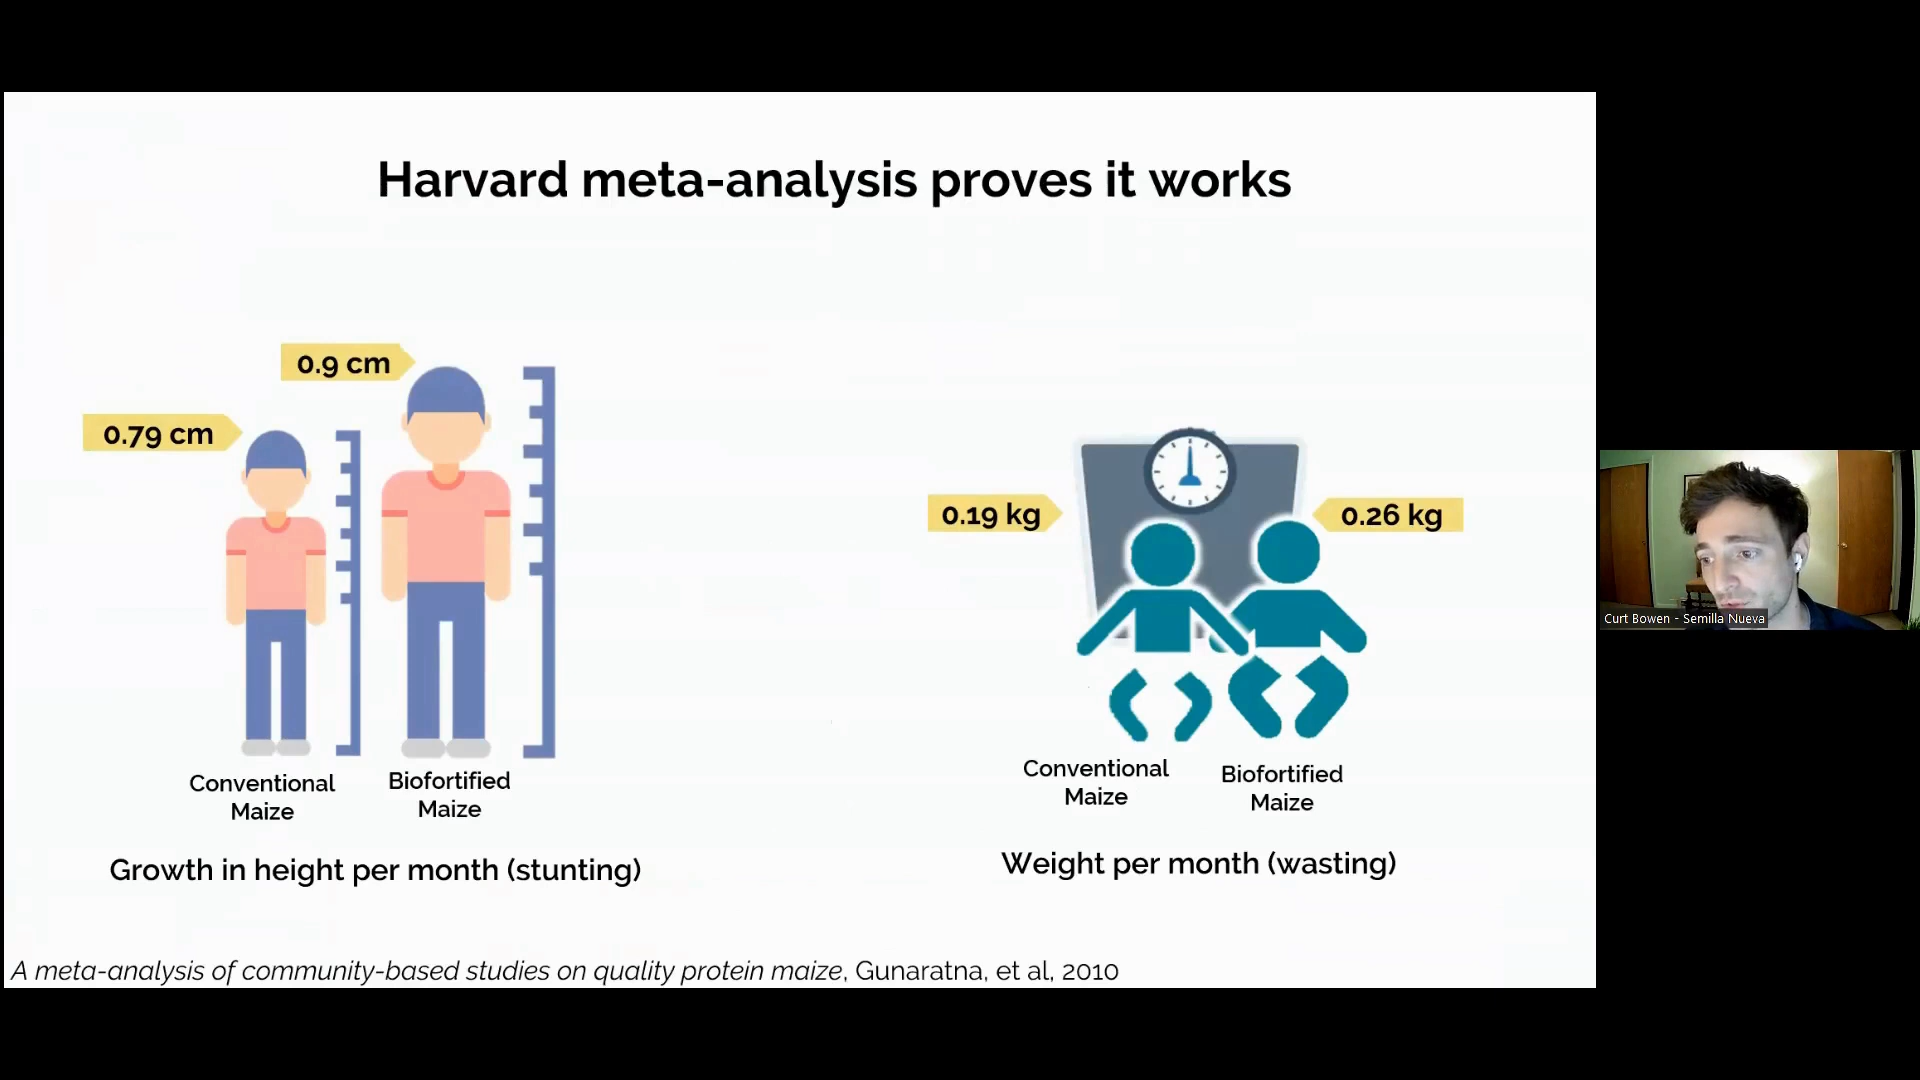 Harvard meta-analysis proves it works
0.9 cm
0.79 cm
0.19 kg
0.26 kg
Conventional
Maize
Biofortified
Maize
Conventional
Maize
Biofortified
Maize
Growth in height per month (stunting)
Weight per month (wasting)
A meta-analysis of community-based studies on quality protein maize, Gunaratna, et al, 2010
Curt Bowen - Semilla Nueva